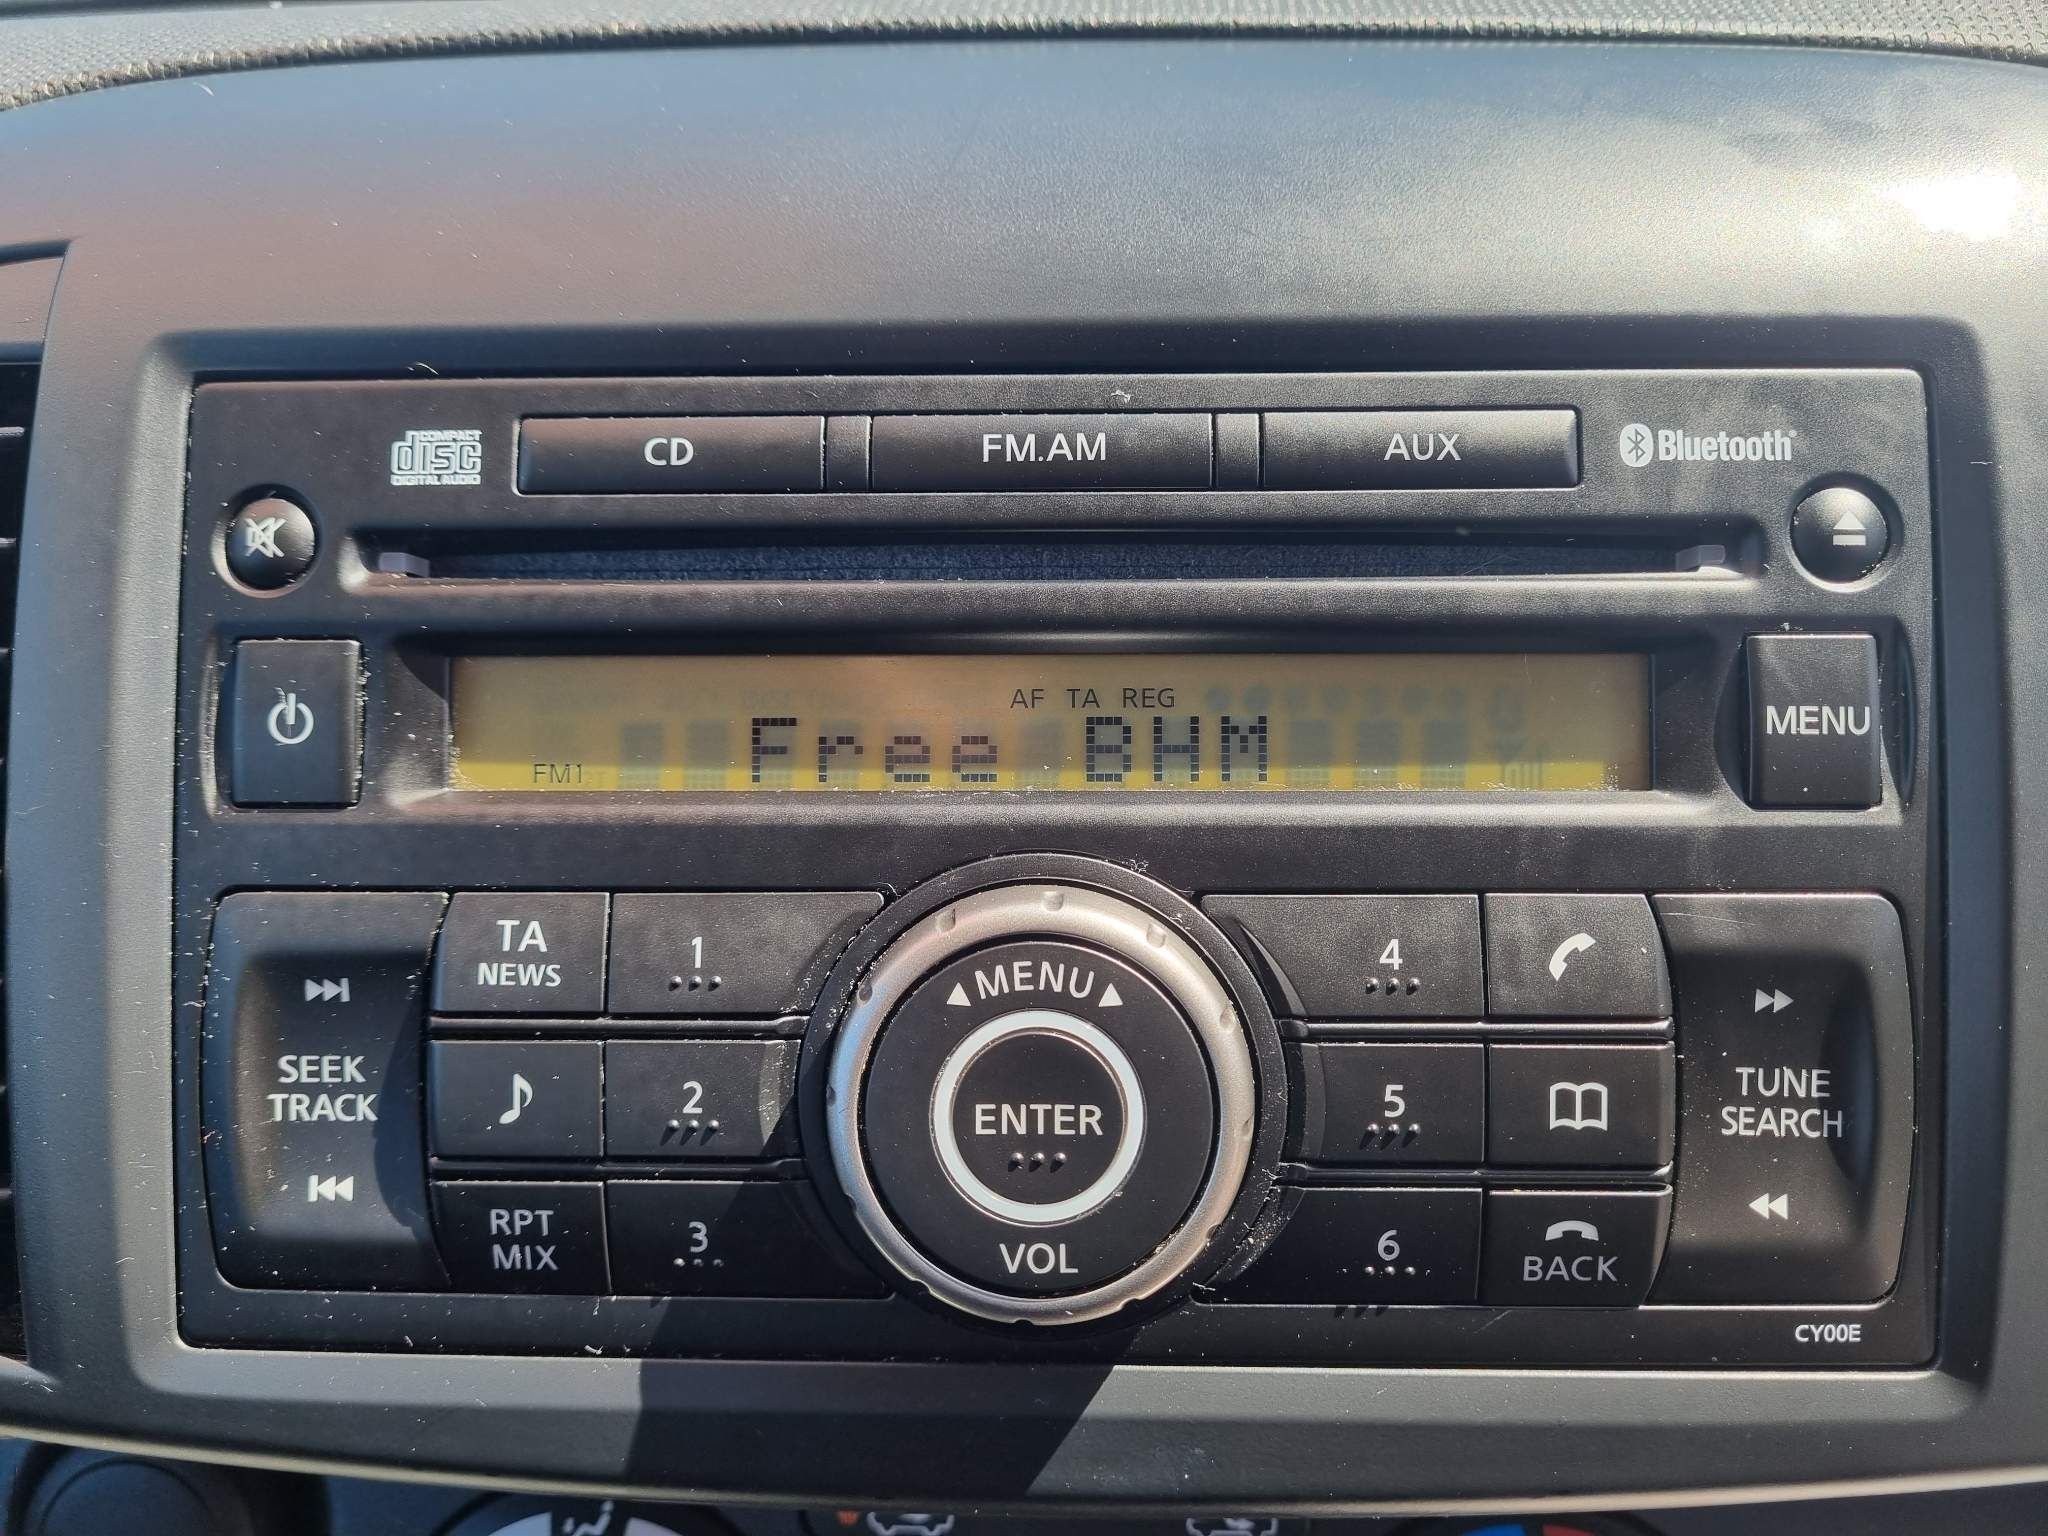 COMPACT
disc
DIGITAL AUDIO
CD
FM.AM
AUX
Bluetooth®
AF TA REG
Free BHM
FM1
MENU
SEEK
TRACK
TA
NEWS
1
2
RPT
MIX
3
MENU
ENTER
VOL
4
5
6
BACK
TUNE
SEARCH
CY00E